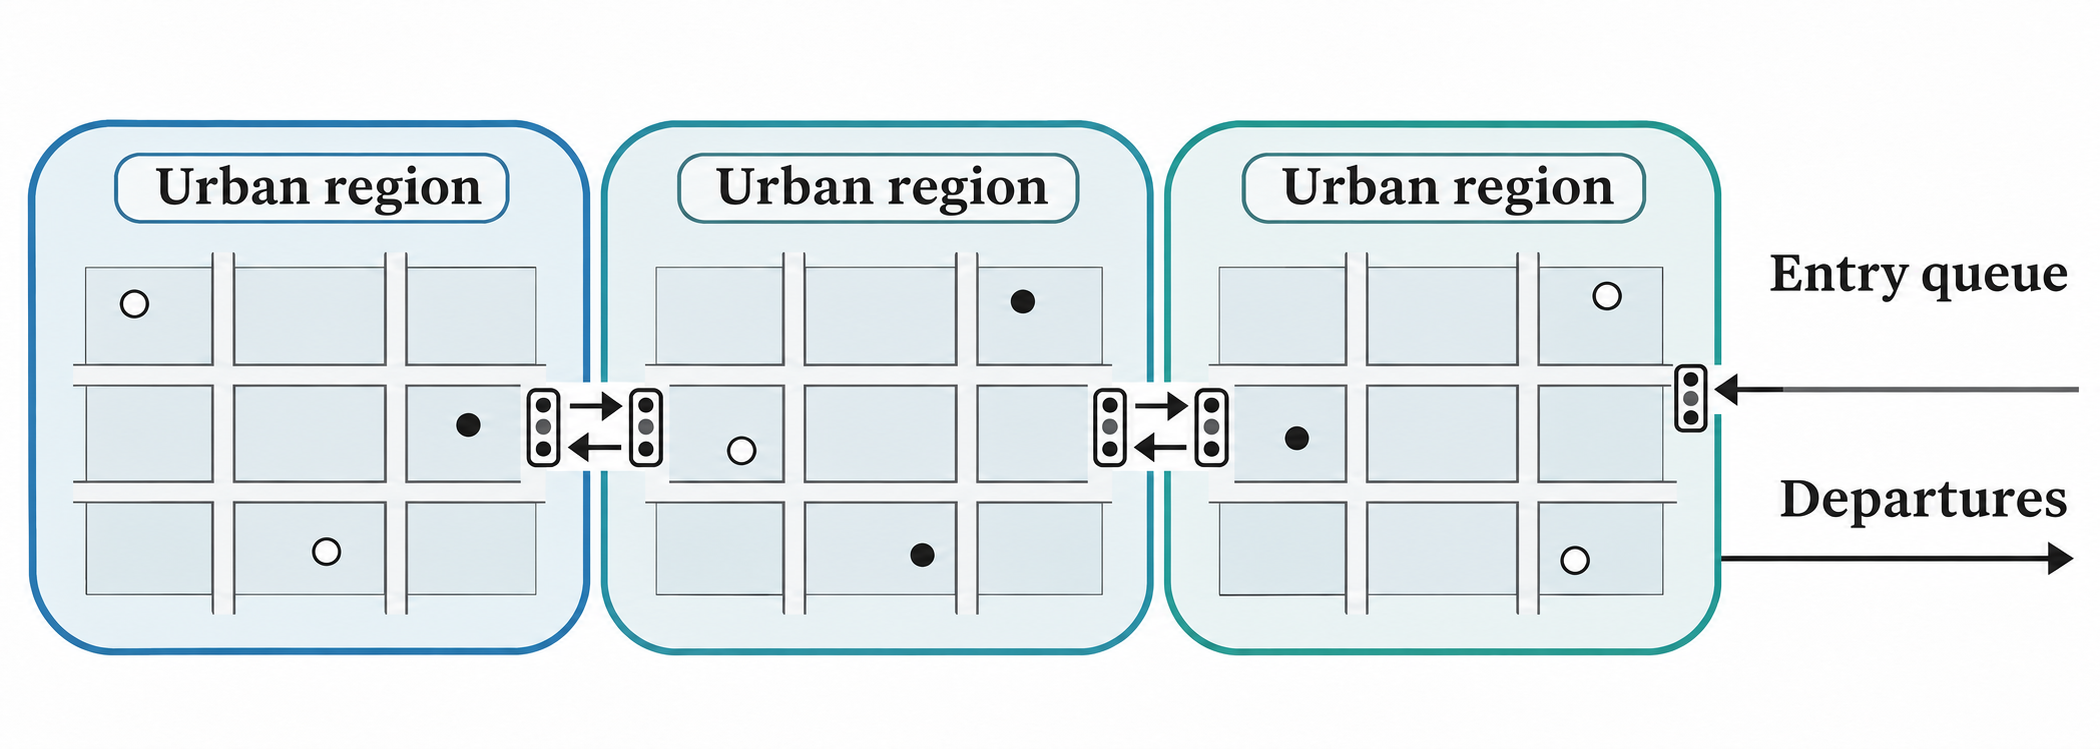 Urban region
Urban region
Urban region
Entry queue
Departures